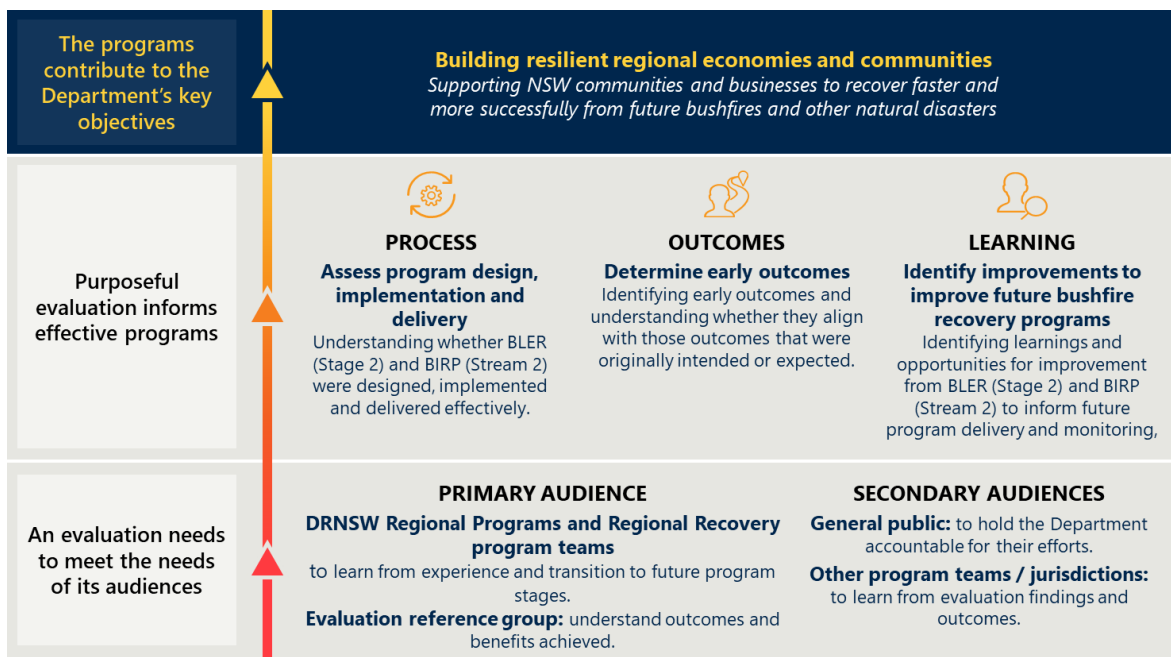 The programs
contribute to the
Department's key
objectives
Building resilient regional economies and communities
Supporting NSW communities and businesses to recover faster and
more successfully from future bushfires and other natural disasters
Purposeful
evaluation informs
effective programs
PROCESS
Assess program design,
implementation and
delivery
Understanding whether BLER
(Stage 2) and BIRP (Stream 2)
were designed, implemented
and delivered effectively.
OUTCOMES
Determine early outcomes
Identifying early outcomes and
understanding whether they align
with those outcomes that were
originally intended or expected.
LEARNING
Identify improvements to
improve future bushfire
recovery programs
Identifying learnings and
opportunities for improvement
from BLER (Stage 2) and BIRP
(Stream 2) to inform future
program delivery and monitoring,
An evaluation needs
to meet the needs
of its audiences
PRIMARY AUDIENCE
DRNSW Regional Programs and Regional Recovery
program teams
to learn from experience and transition to future program
stages.
Evaluation reference group: understand outcomes and
benefits achieved.
SECONDARY AUDIENCES
General public: to hold the Department
accountable for their efforts.
Other program teams / jurisdictions:
to learn from evaluation findings and
outcomes.